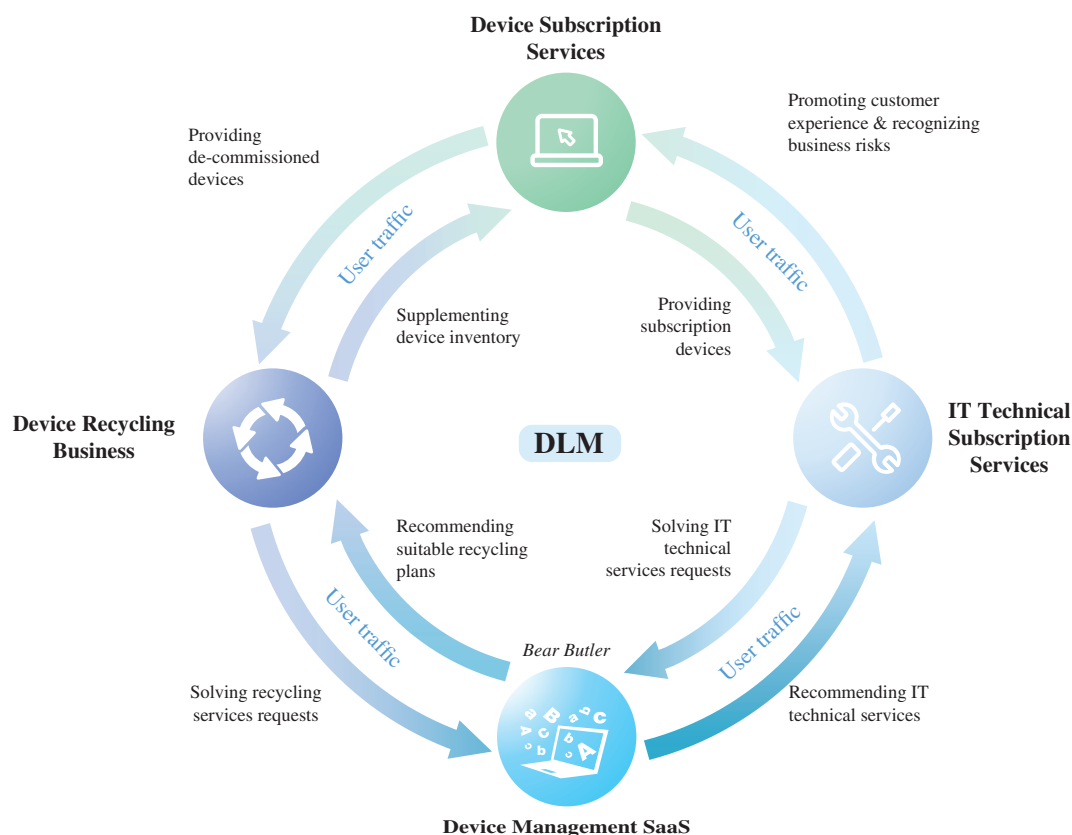 Device Subscription
Services
Providing
de-commissioned
devices
Promoting customer
experience & recognizing
business risks
User traffic
User traffic
Supplementing
device inventory
Providing
subscription
devices
Device Recycling
Business
DLM
IT Technical
Subscription
Services
Recommending
suitable recycling
plans
Solving IT
technical
services requests
User traffic
User traffic
Solving recycling
services requests
Bear Butler
Recommending IT
technical services
a B a b C
A C b
c b c A
Device Management SaaS